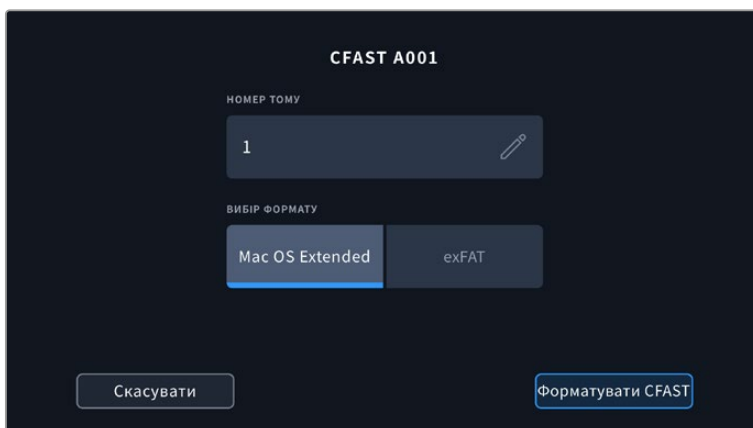 CFAST A001
НОМЕР ТОМУ
1
ВИБІР ФОРМАТУ
Mac OS Extended
exFAT
Скасувати
Форматувати CFAST